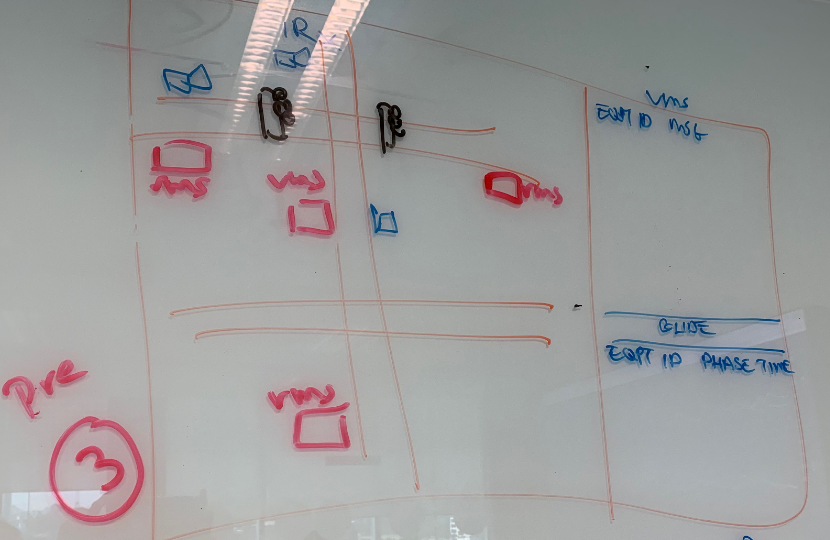 IR
vms
EQPT ID MSG
vms
vms
vms
GLIDE
EQPT ID PHASE TIME
Pre
vms
3